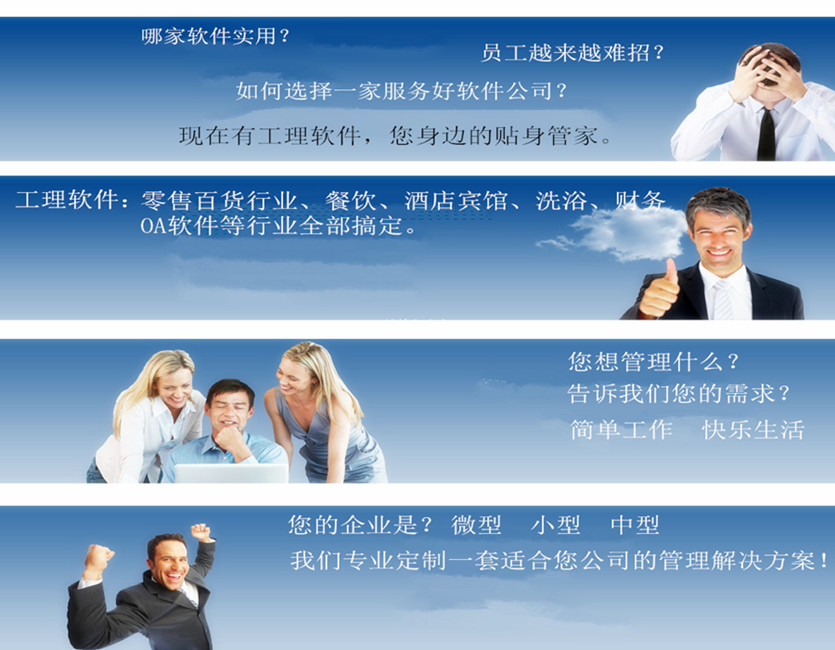 哪家软件实用？
员工越来越难招？
如何选择一家服务好软件公司？
现在有工理软件，您身边的贴身管家。
工理软件：零售百货行业、餐饮、酒店宾馆、洗浴、财务
OA软件等行业全部搞定。
您想管理什么？
告诉我们您的需求？
简单工作 快乐生活
您的企业是？ 微型 小型 中型
我们专业定制一套适合您公司的管理解决方案！